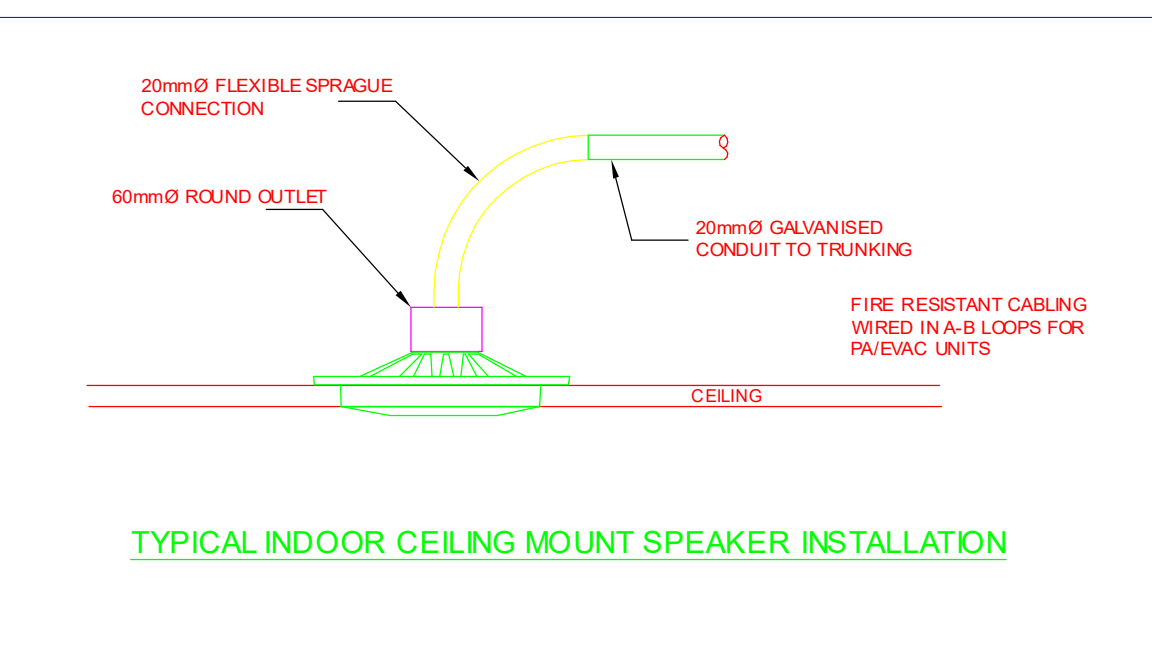 20mmØ FLEXIBLE SPRAGUE
CONNECTION
60mmØ ROUND OUTLET
20mmØ GALVANISED
CONDUIT TO TRUNKING
FIRE RESISTANT CABLING
WIRED IN A-B LOOPS FOR
PA/EVAC UNITS
CEILING
TYPICAL INDOOR CEILING MOUNT SPEAKER INSTALLATION